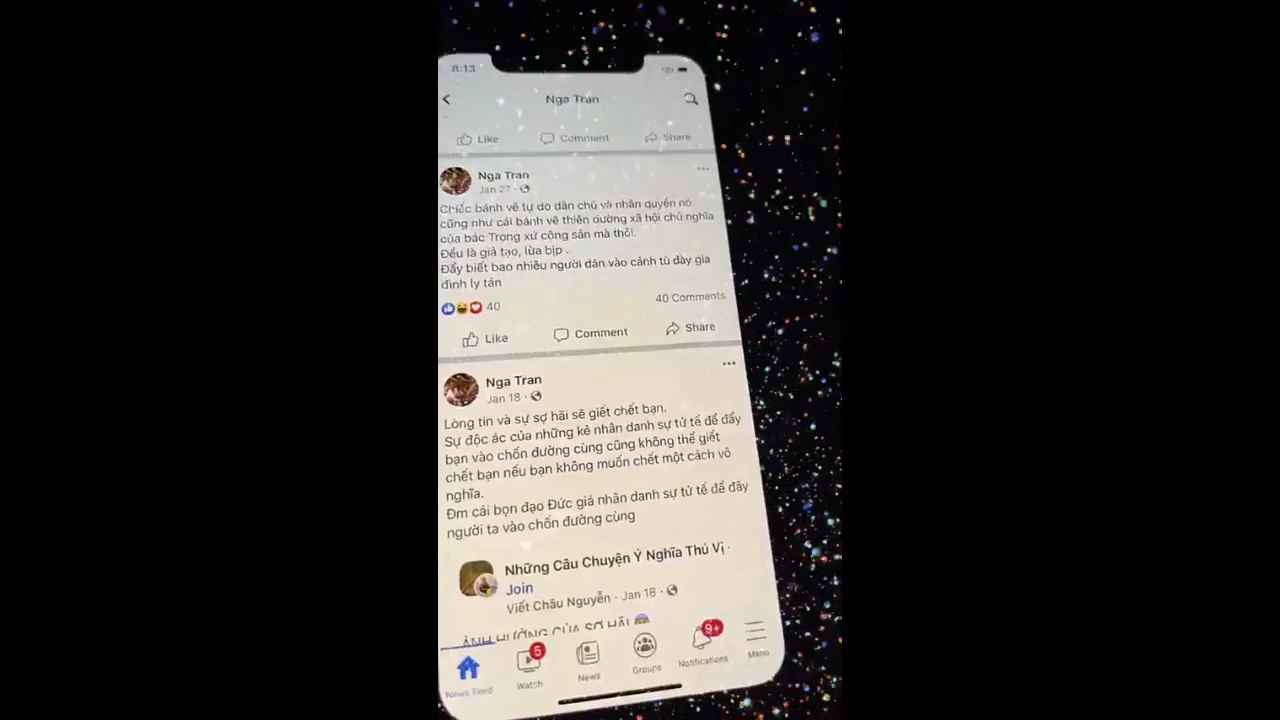 8:13
Nga Tran
Like Comment Share
Nga Tran
Jan 27 ·
Chiếc bánh vẽ tự do dân chủ và nhân quyền nó
cũng như cái bánh vẽ thiên đường xã hội chủ nghĩa
của bác Trọng xứ cộng sản mà thôi.
Đều là giả tạo, lừa bịp .
Đẩy biết bao nhiêu người dân vào cảnh tù đày gia
đình ly tán
40 40 Comments
Like Comment Share
Nga Tran
Jan 18 ·
Lòng tin và sự sợ hãi sẽ giết chết bạn.
Sự độc ác của những kẻ nhân danh sự tử tế để đẩy
bạn vào chốn đường cùng cũng không thể giết
chết bạn nếu bạn không muốn chết một cách vô
nghĩa.
Đm cái bọn đạo Đức giả nhân danh sự tử tế để đẩy
người ta vào chốn đường cùng
Những Câu Chuyện Ý Nghĩa Thú Vị ·
Join
Viết Châu Nguyễn · Jan 18 ·
ẢNH HƯỞNG CỦA SỢ HÃI
5 9+
News Feed Watch News Groups Notifications Menu